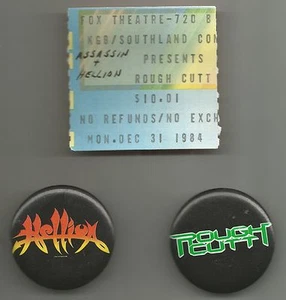 FOX THEATRE-720 B
KGB/SOUTHLAND CON
ASSASSIN
PRESENTS
+
HELLION
ROUGH CUTT
$10.01
NO REFUNDS/NO EXCH
MON.DEC 31 1984
Hellion
ROUGH
CUTT